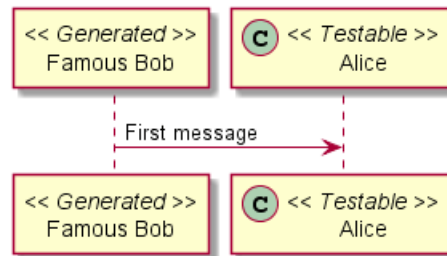 << Generated >>
Famous Bob
C << Testable >>
Alice
First message
<< Generated >>
Famous Bob
C << Testable >>
Alice